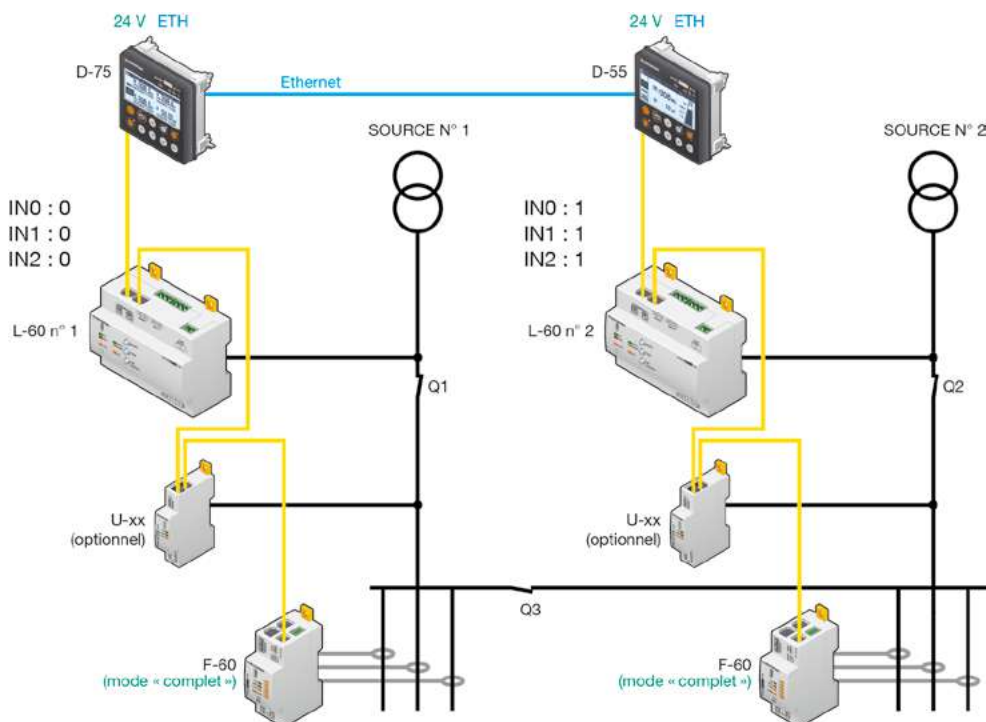 24 V ETH
24 V ETH
D-75
D-55
Ethernet
SOURCE N° 1
SOURCE N° 2
IN0 : 0
IN1 : 0
IN2 : 0
IN0 : 1
IN1 : 1
IN2 : 1
L-60 n° 1
L-60 n° 2
Q1
Q2
U-xx
(optionnel)
U-xx
(optionnel)
Q3
F-60
(mode « complet »)
F-60
(mode « complet »)